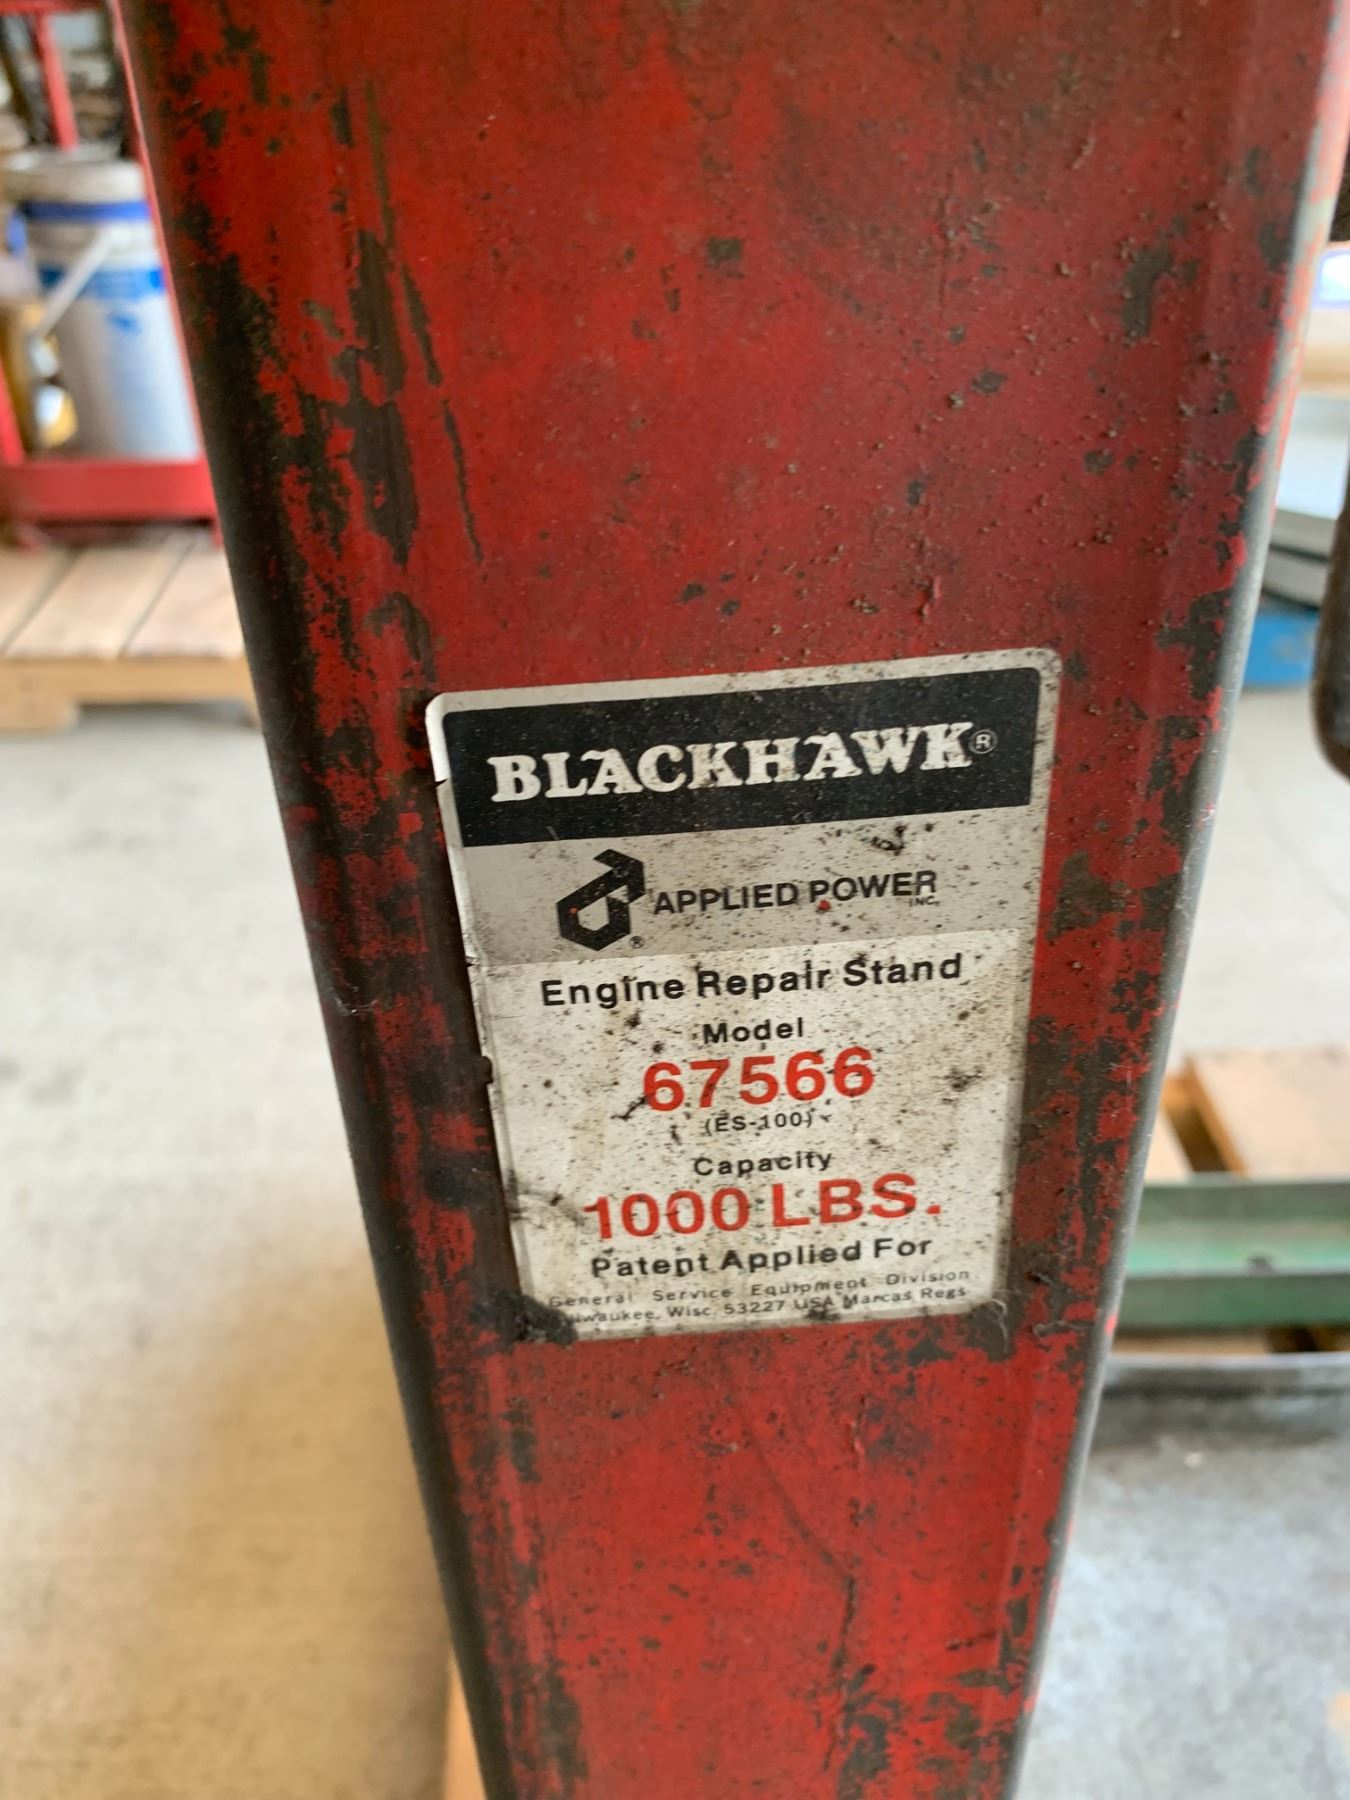 BLACKHAWK®
® APPLIED POWER INC.
Engine Repair Stand
Model
67566
(ES-100)
Capacity
1000 LBS.
Patent Applied For
General Service Equipment Division
Milwaukee, Wisc. 53227 USA Marcas Regs